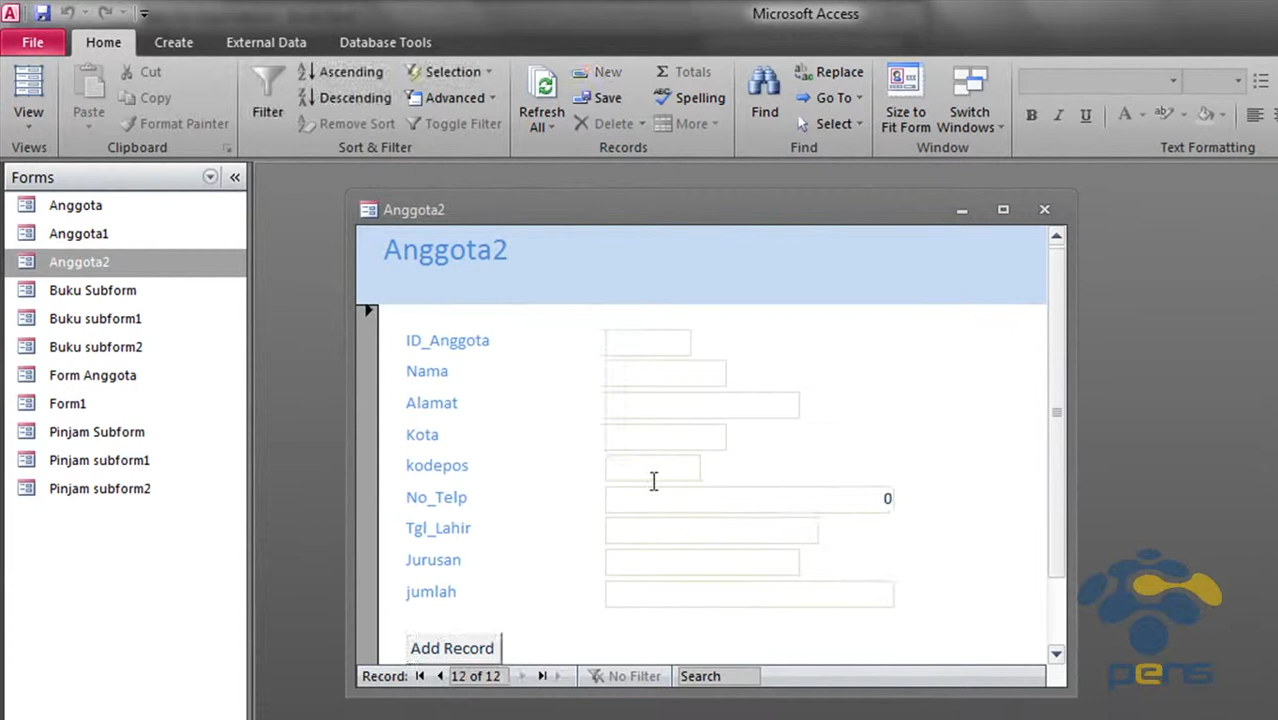 Microsoft Access
File Home Create External Data Database Tools
View
Views
Paste
Cut
Copy
Format Painter
Clipboard
Filter
Ascending
Descending
Remove Sort
Selection
Advanced
Toggle Filter
Sort & Filter
Refresh
All
New
Save
Delete
Totals
Spelling
More
Records
Find
Replace
Go To
Select
Find
Size to
Fit Form
Switch
Windows
Window
B I U A
Text Formatting
Forms
Anggota
Anggota1
Anggota2
Buku Subform
Buku subform1
Buku subform2
Form Anggota
Form1
Pinjam Subform
Pinjam subform1
Pinjam subform2
Anggota2
Anggota2
ID_Anggota
Nama
Alamat
Kota
kodepos
No_Telp 0
Tgl_Lahir
Jurusan
jumlah
Add Record
Record: 12 of 12 No Filter Search
pens